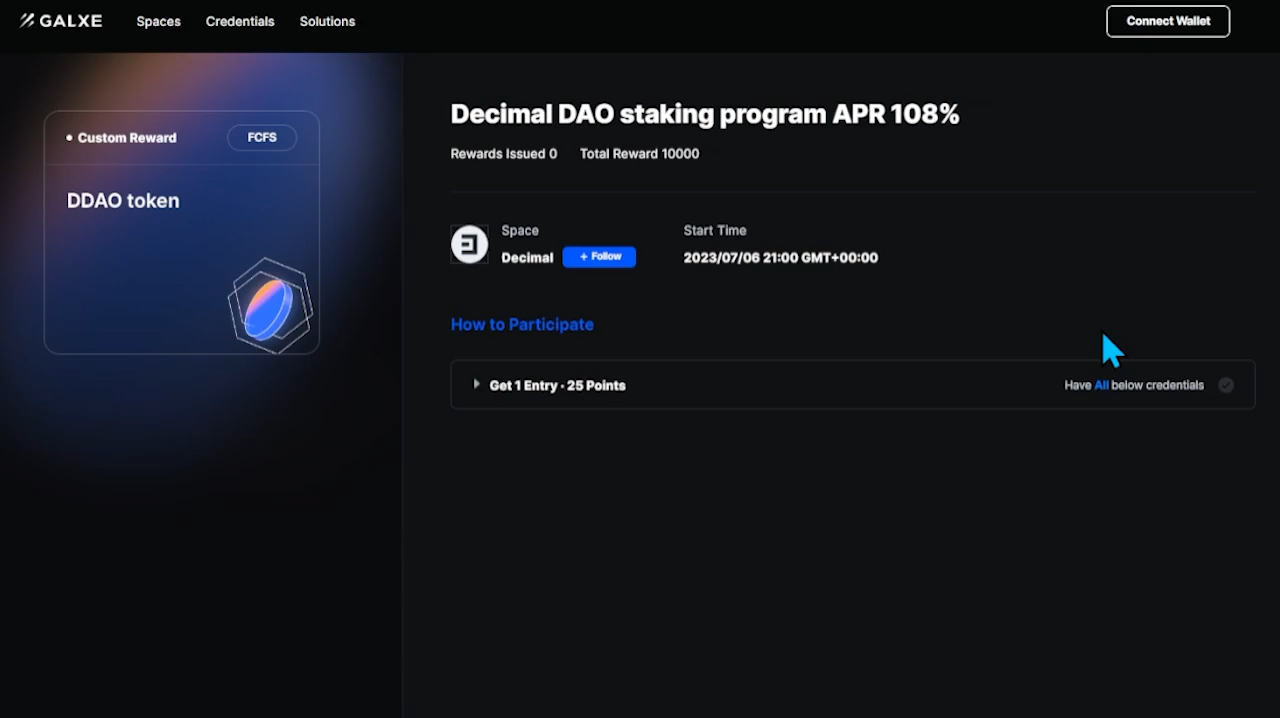 GALXE Spaces Credentials Solutions Connect Wallet
Custom Reward FCFS
DDAO token
Decimal DAO staking program APR 108%
Rewards Issued 0 Total Reward 10000
Space Start Time
Decimal + Follow 2023/07/06 21:00 GMT+00:00
How to Participate
Get 1 Entry · 25 Points Have All below credentials